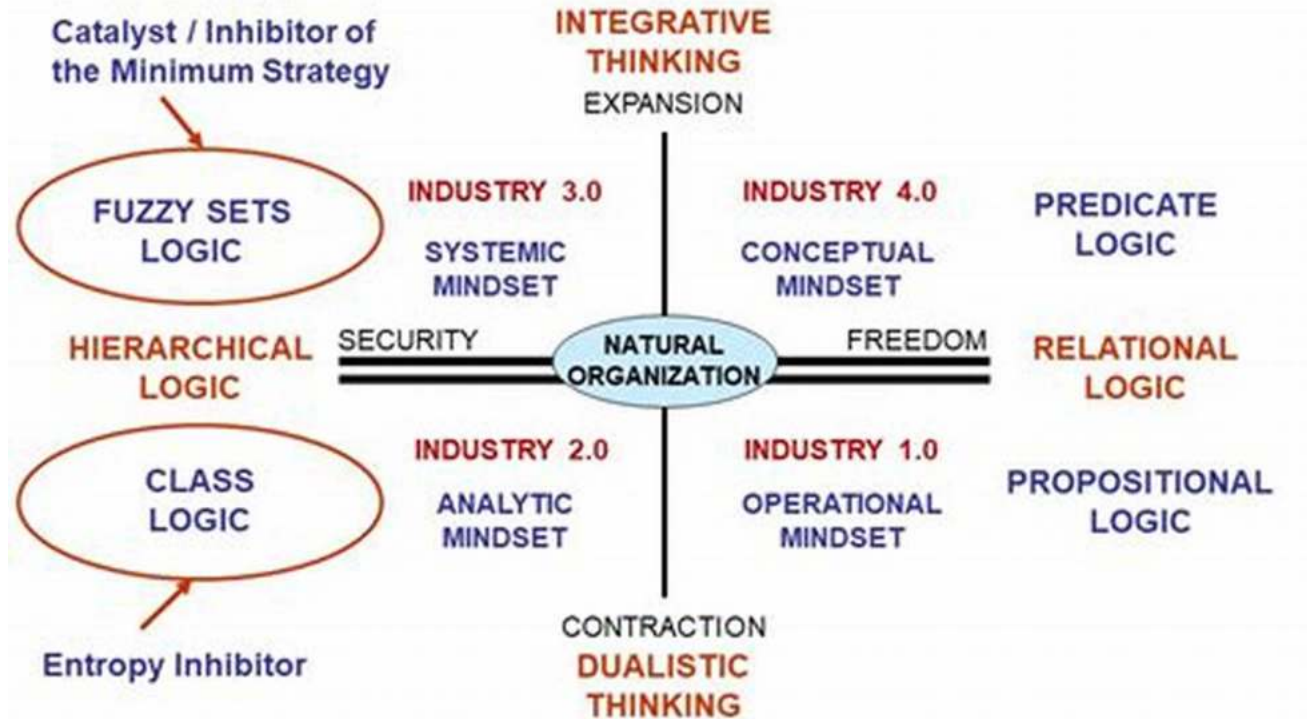 Catalyst / Inhibitor of
the Minimum Strategy
INTEGRATIVE
THINKING
EXPANSION
FUZZY SETS
LOGIC
INDUSTRY 3.0
SYSTEMIC
MINDSET
INDUSTRY 4.0
CONCEPTUAL
MINDSET
PREDICATE
LOGIC
HIERARCHICAL
LOGIC
SECURITY
NATURAL
ORGANIZATION
FREEDOM
RELATIONAL
LOGIC
CLASS
LOGIC
INDUSTRY 2.0
ANALYTIC
MINDSET
INDUSTRY 1.0
OPERATIONAL
MINDSET
PROPOSITIONAL
LOGIC
Entropy Inhibitor
CONTRACTION
DUALISTIC
THINKING